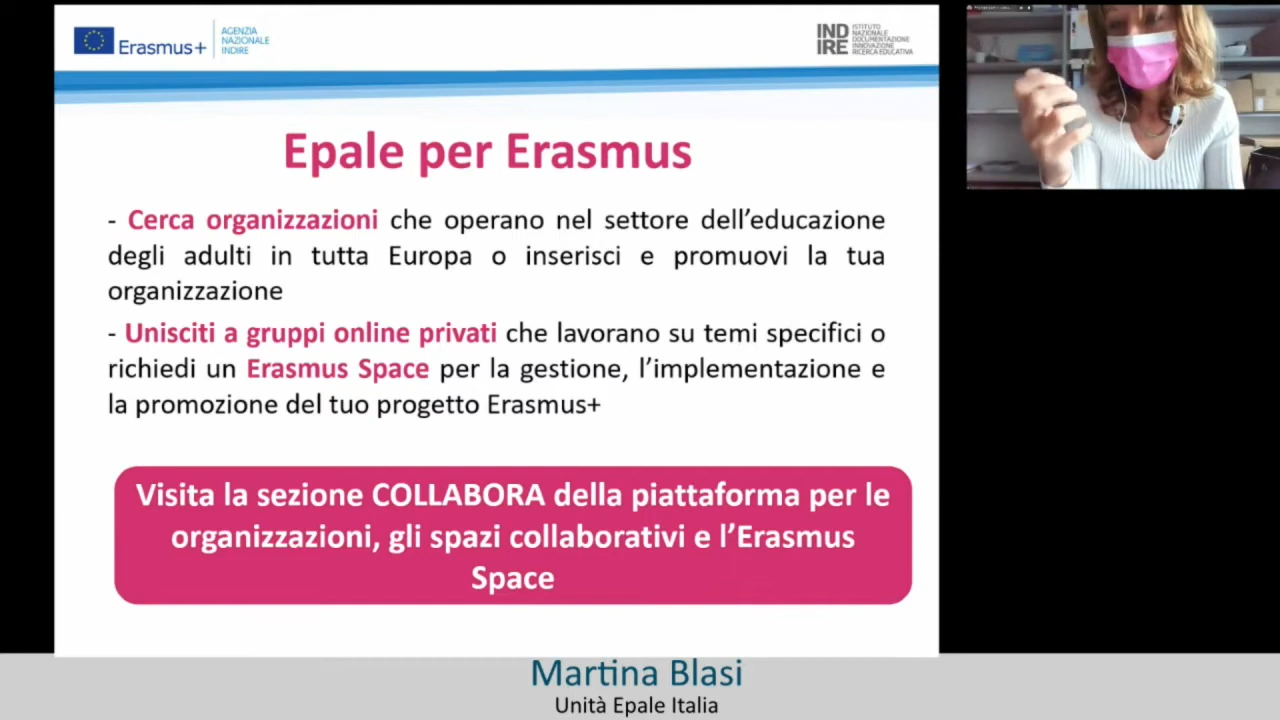 Erasmus+
AGENZIA
NAZIONALE
INDIRE
IND
IRE
ISTITUTO
NAZIONALE
DOCUMENTAZIONE
INNOVAZIONE
RICERCA EDUCATIVA
Epale per Erasmus
- Cerca organizzazioni che operano nel settore dell’educazione
degli adulti in tutta Europa o inserisci e promuovi la tua
organizzazione
- Unisciti a gruppi online privati che lavorano su temi specifici o
richiedi un Erasmus Space per la gestione, l’implementazione e
la promozione del tuo progetto Erasmus+
Visita la sezione COLLABORA della piattaforma per le
organizzazioni, gli spazi collaborativi e l’Erasmus
Space
Martina Blasi
Unità Epale Italia